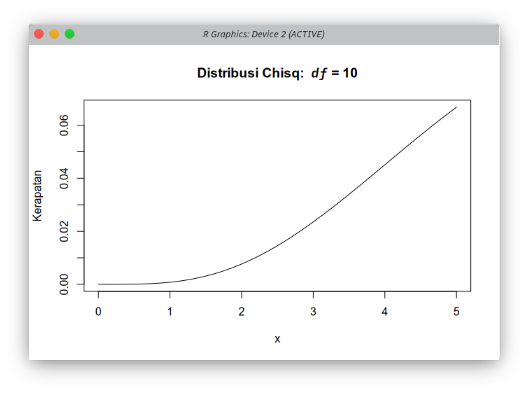 R Graphics: Device 2 (ACTIVE)
Distribusi Chisq: df = 10
Kerapatan
0.06
0.04
0.02
0.00
0 1 2 3 4 5
x